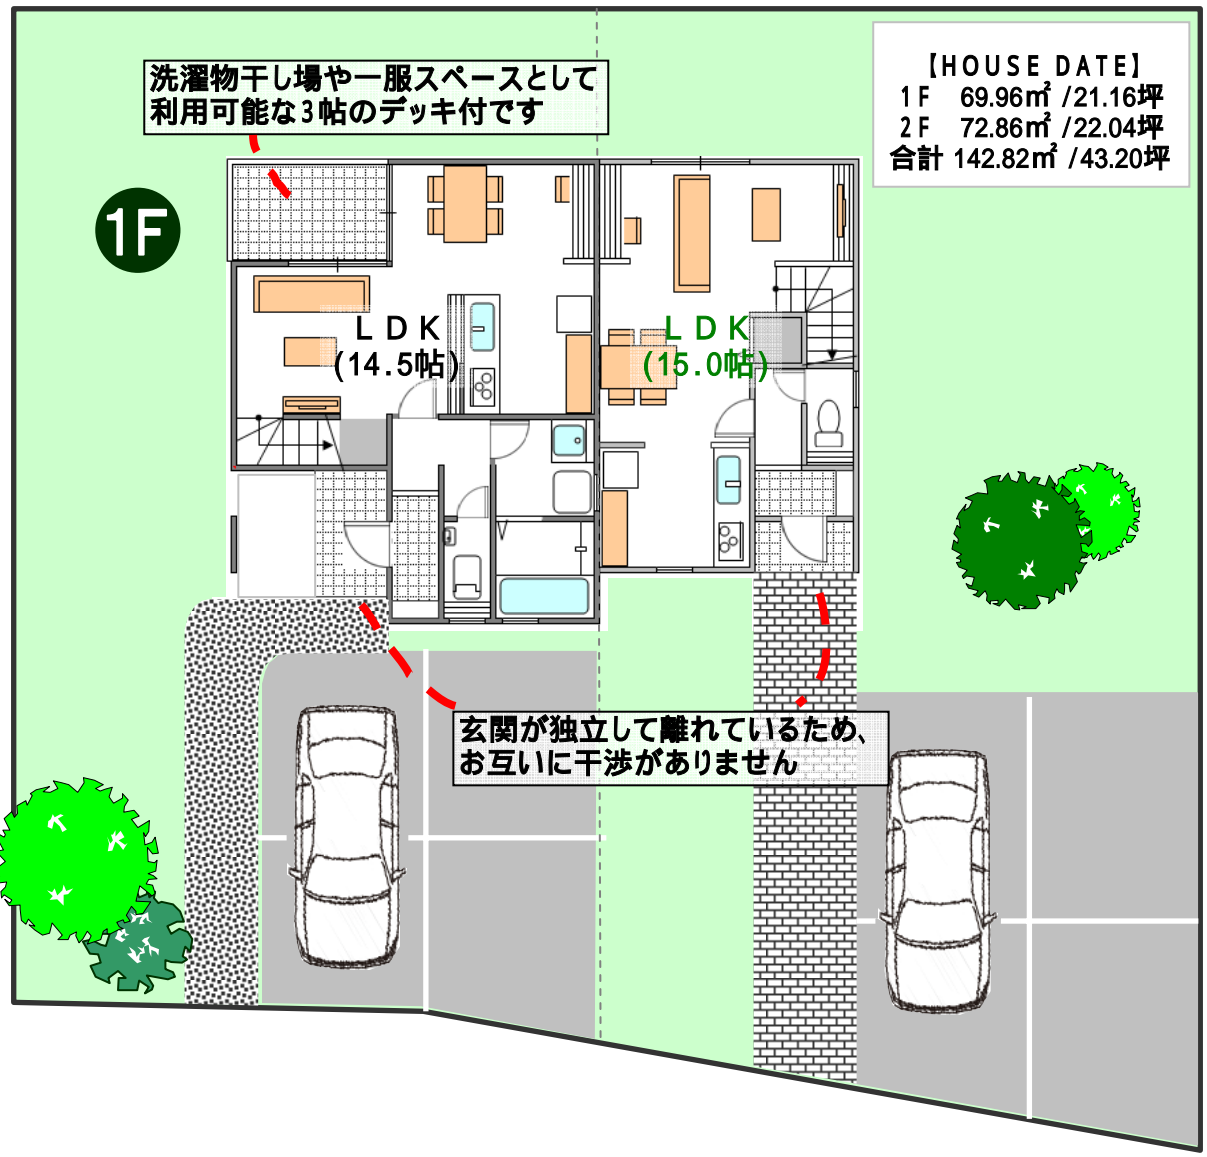 洗濯物干し場や一服スペースとして
利用可能な3帖のデッキ付です
【HOUSE DATE】
1F 69.96㎡ /21.16坪
2F 72.86㎡ /22.04坪
合計 142.82㎡ /43.20坪
1F
LDK
(14.5帖)
LDK
(15.0帖)
玄関が独立して離れているため、
お互いに干渉がありません